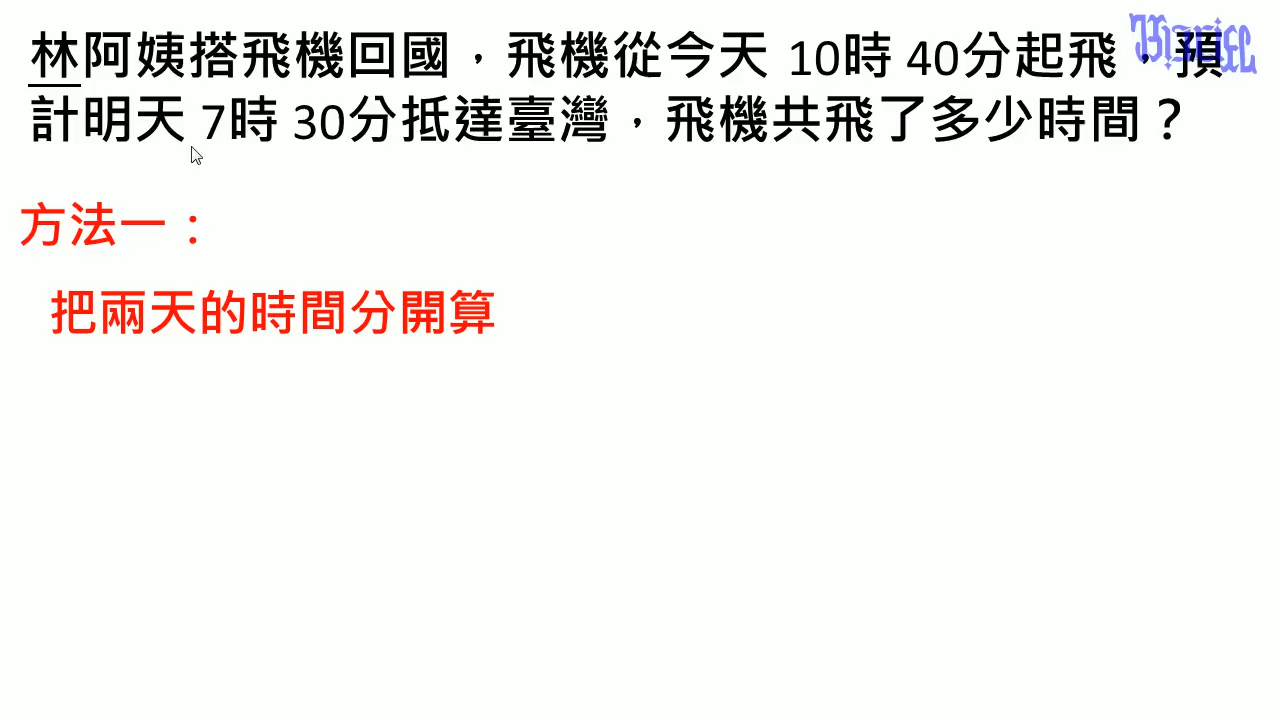 林阿姨搭飛機回國，飛機從今天 10時 40分起飛，預
計明天 7時 30分抵達臺灣，飛機共飛了多少時間？
方法一：
把兩天的時間分開算